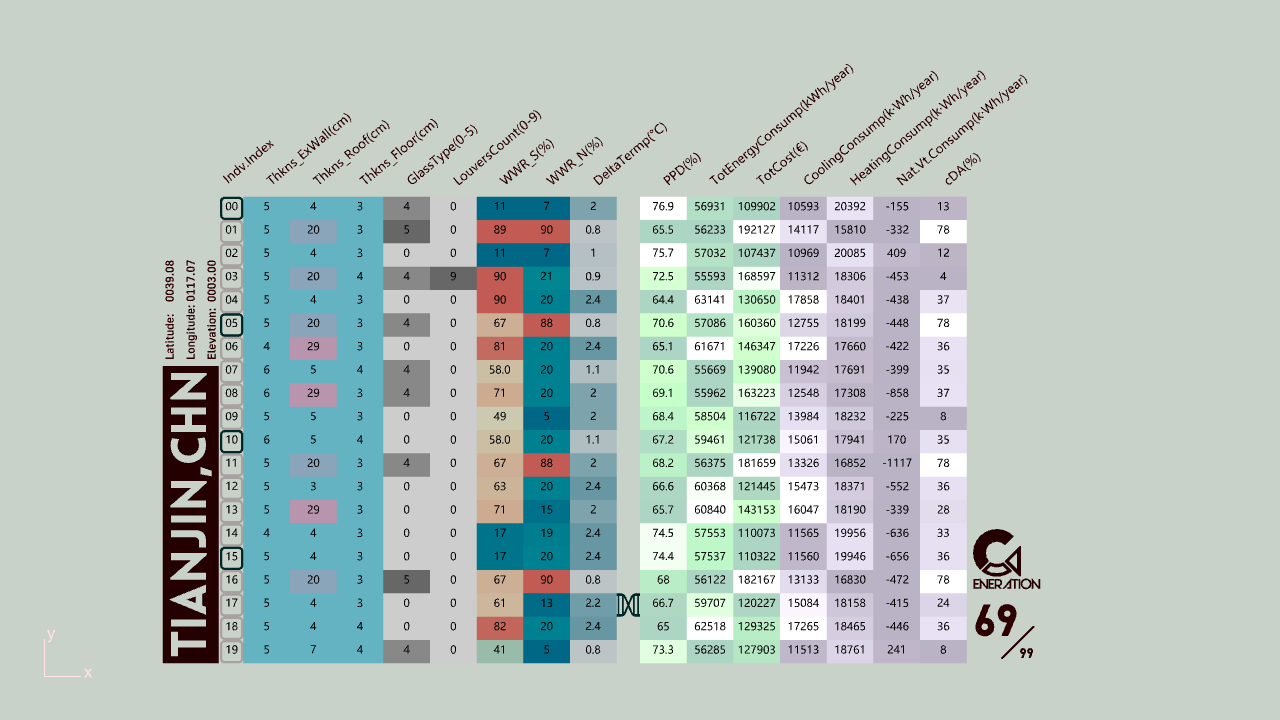 Indv.Index Thkns_ExWall(cm) Thkns_Roof(cm) Thkns_Floor(cm) GlassType(0-5) LouversCount(0-9) WWR_S(%) WWR_N(%) DeltaTermp(°C) PPD(%) TotEnergyConsump(kWh/year) TotCost(€) CoolingConsump(k·Wh/year) HeatingConsump(k·Wh/year) Nat.Vt.Consump(k·Wh/year) cDA(%)
00 5 4 3 4 0 11 7 2 76.9 56931 109902 10593 20392 -155 13
01 5 20 3 5 0 89 90 0.8 65.5 56233 192127 14117 15810 -332 78
02 5 4 3 0 0 11 7 1 75.7 57032 107437 10969 20085 409 12
03 5 20 4 4 9 90 21 0.9 72.5 55593 168597 11312 18306 -453 4
04 5 4 3 0 0 90 20 2.4 64.4 63141 130650 17858 18401 -438 37
05 5 20 3 4 0 67 88 0.8 70.6 57086 160360 12755 18199 -448 78
06 4 29 3 0 0 81 20 2.4 65.1 61671 146347 17226 17660 -422 36
07 6 5 4 4 0 58.0 20 1.1 70.6 55669 139080 11942 17691 -399 35
08 6 29 3 4 0 71 20 2 69.1 55962 163223 12548 17308 -858 37
09 5 5 3 0 0 49 5 2 68.4 58504 116722 13984 18232 -225 8
10 6 5 4 0 0 58.0 20 1.1 67.2 59461 121738 15061 17941 170 35
11 5 20 3 4 0 67 88 2 68.2 56375 181659 13326 16852 -1117 78
12 5 3 3 0 0 63 20 2.4 66.6 60368 121445 15473 18371 -552 36
13 5 29 3 0 0 71 15 2 65.7 60840 143153 16047 18190 -339 28
14 4 4 3 0 0 17 19 2.4 74.5 57553 110073 11565 19956 -636 33
15 5 4 3 0 0 17 20 2.4 74.4 57537 110322 11560 19946 -636 36
16 5 20 3 5 0 67 90 0.8 68 56122 182167 13133 16830 -472 78
17 5 4 3 0 0 61 13 2.2 66.7 59707 120227 15084 18158 -415 24
18 5 4 4 0 0 82 20 2.4 65 62518 129325 17265 18465 -446 36
19 5 7 4 4 0 41 5 0.8 73.3 56285 127903 11513 18761 241 8
Latitude: 0039.08
Longitude: 0117.07
Elevation: 0003.00
TIANJIN,CHN
GENERATION
69/99
y
x